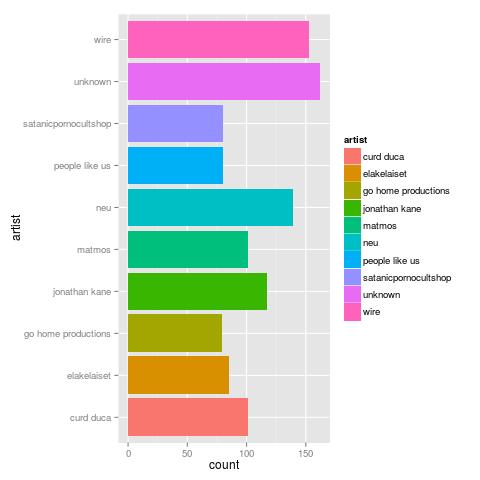 artist
wire
unknown
satanicpornocultshop
people like us
neu
matmos
jonathan kane
go home productions
elakelaiset
curd duca
0 50 100 150
count
artist
curd duca
elakelaiset
go home productions
jonathan kane
matmos
neu
people like us
satanicpornocultshop
unknown
wire